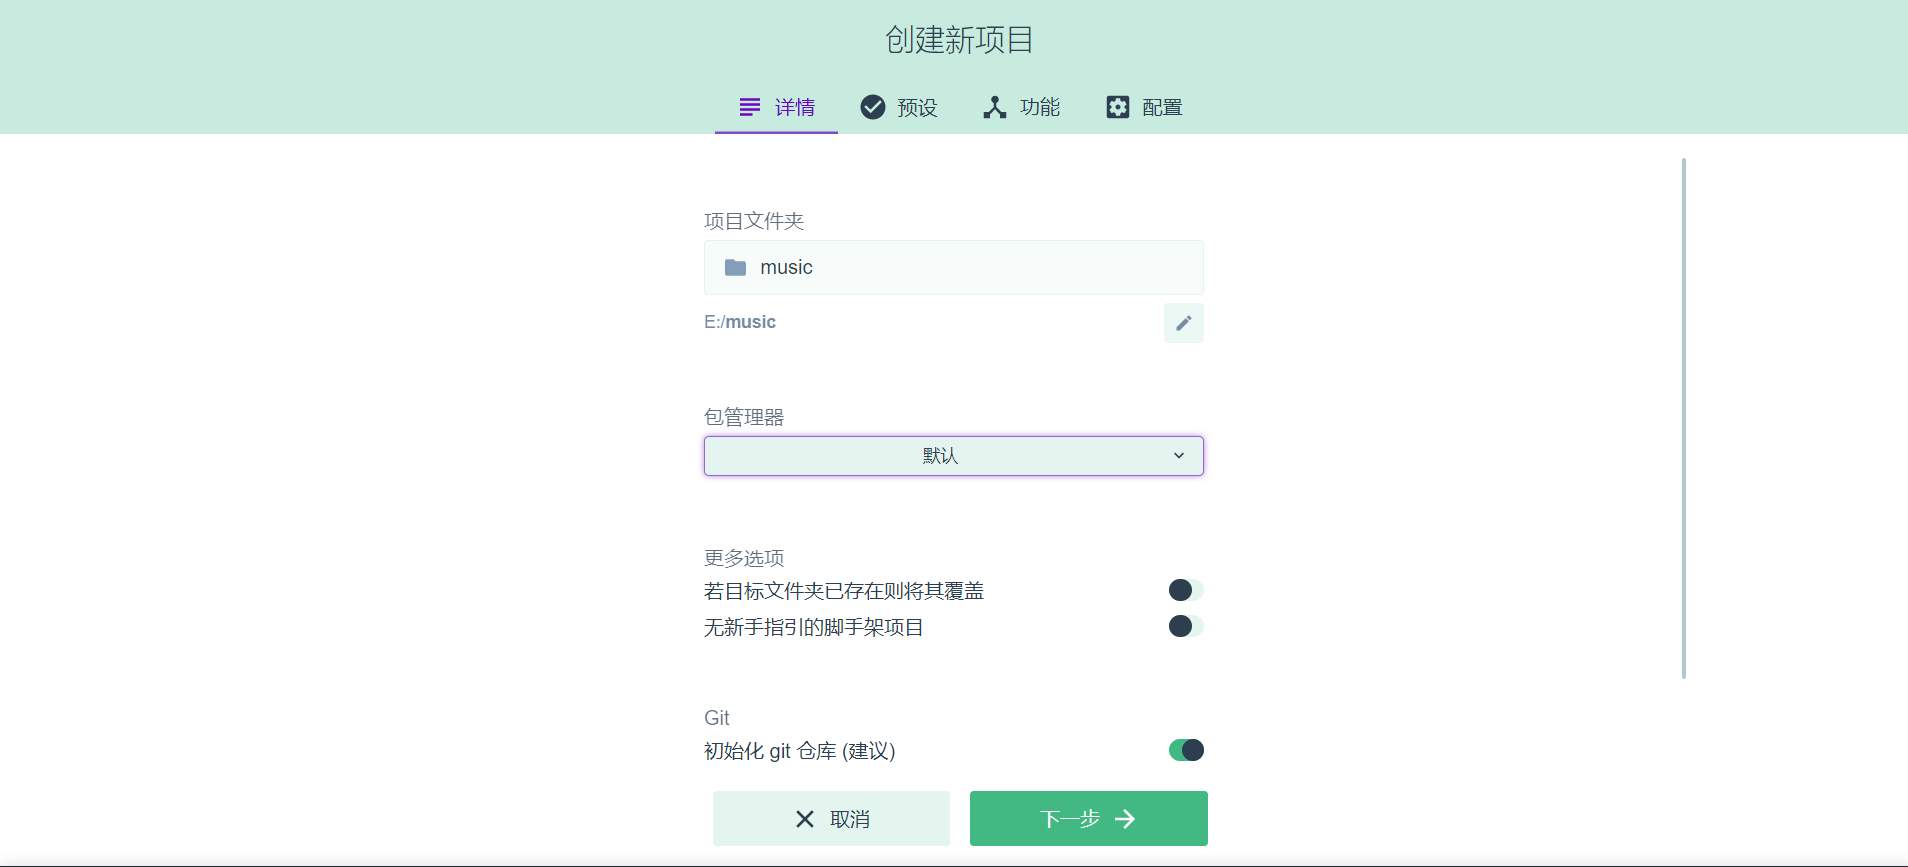 创建新项目
详情 预设 功能 配置
项目文件夹
music
E:/music
包管理器
默认
更多选项
若目标文件夹已存在则将其覆盖
无新手指引的脚手架项目
Git
初始化 git 仓库 (建议)
取消 下一步